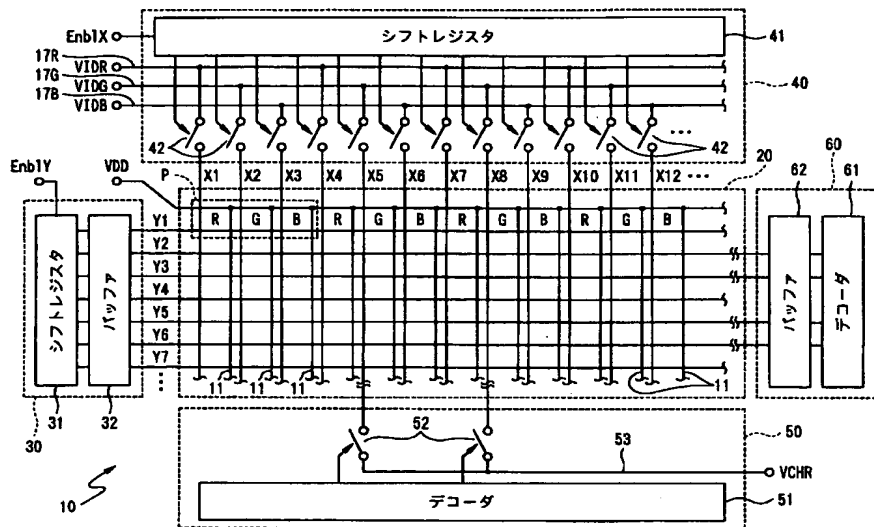 シフトレジスタ
41
EnblX
17R
VIDR
17G
VIDG
17B
VIDB
40
42
42
...
EnblY
VDD
P
X1 X2 X3 X4 X5 X6 X7 X8 X9 X10 X11 X12 ...
20
60
62
61
Y1
R G B R G B R G B R G B
Y2
Y3
Y4
Y5
Y6
Y7
シフトレジスタ
バッファ
バッファ
デコーダ
31
32
30
11
11
11
11
52
50
53
VCHR
10
デコーダ
51